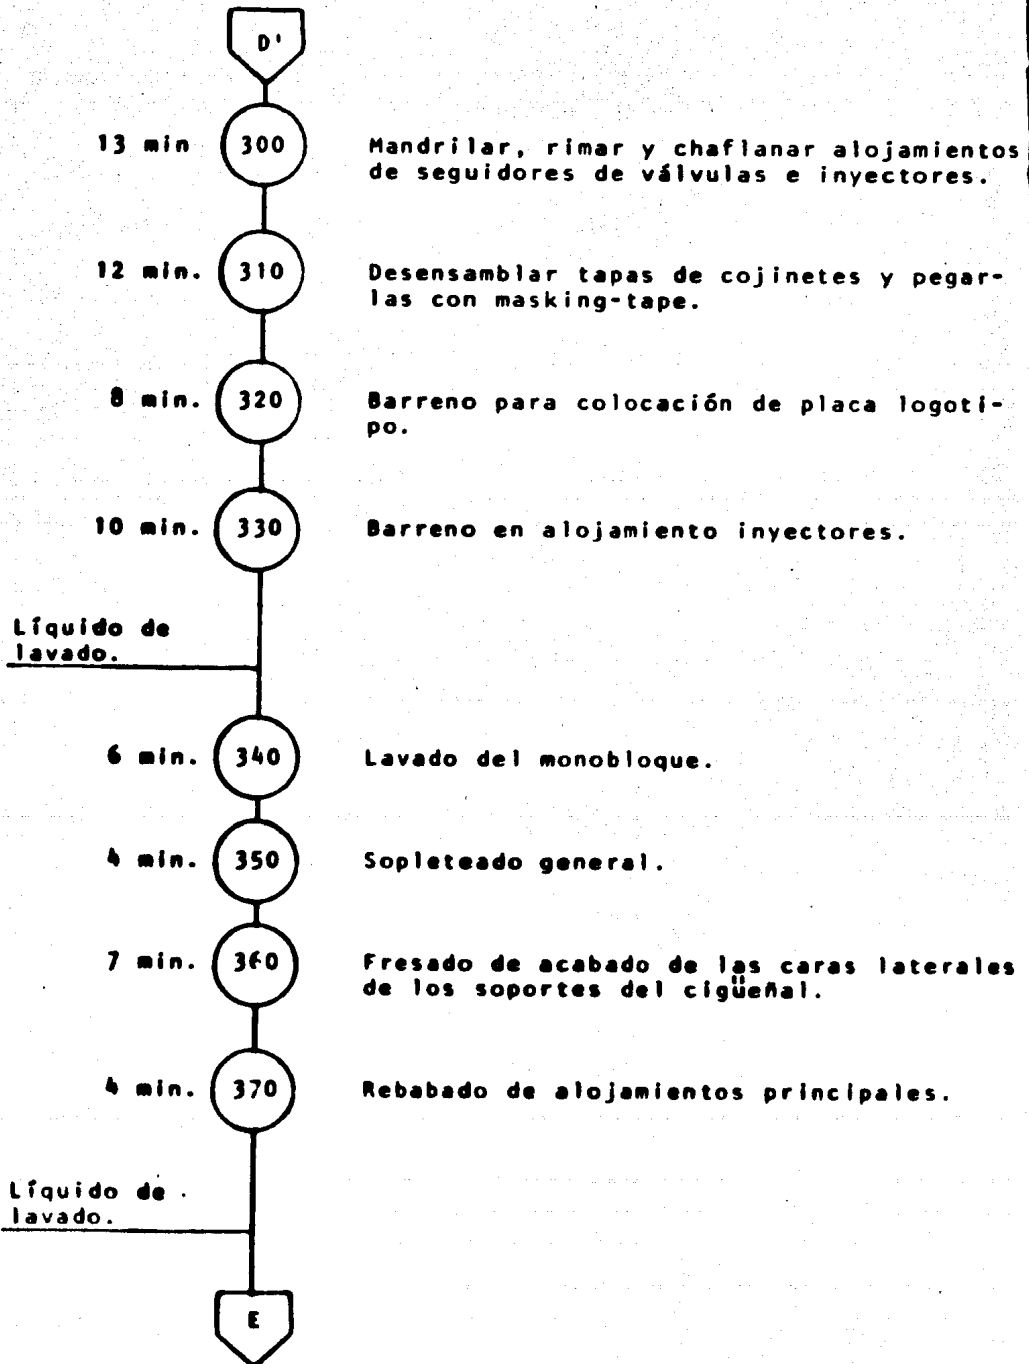 D'
13 min 300 Mandrilar, rimar y chaflanar alojamientos
de seguidores de válvulas e inyectores.
12 min. 310 Desensamblar tapas de cojinetes y pegar-
las con masking-tape.
8 min. 320 Barreno para colocación de placa logoti-
po.
10 min. 330 Barreno en alojamiento inyectores.
Líquido de
lavado.
6 min. 340 Lavado del monobloque.
4 min. 350 Sopleteado general.
7 min. 360 Fresado de acabado de las caras laterales
de los soportes del cigüeñal.
4 min. 370 Rebabado de alojamientos principales.
Líquido de
lavado.
E